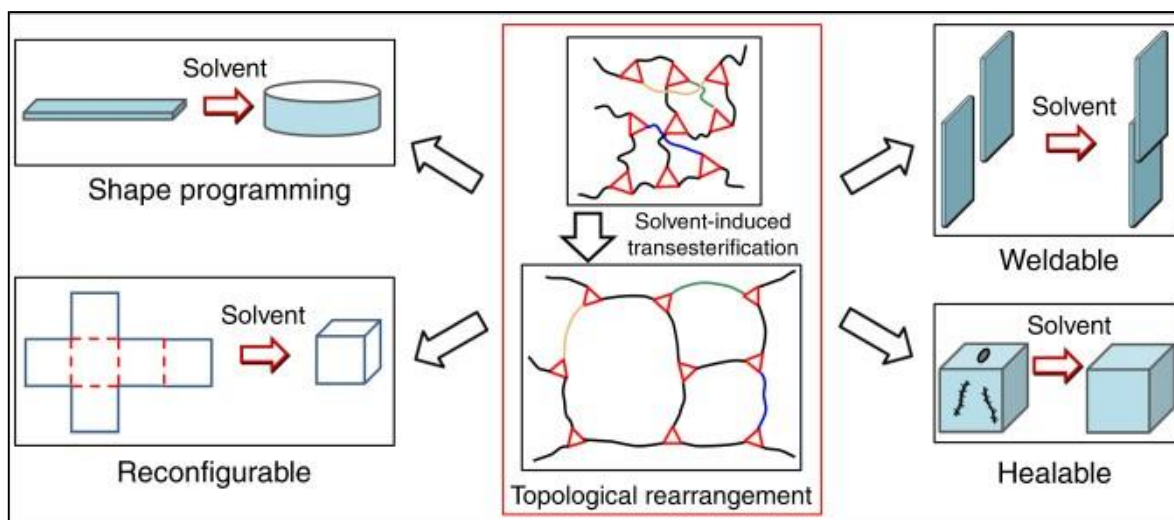 Solvent
Shape programming
Solvent
Reconfigurable
Solvent-induced
transesterification
Topological rearrangement
Solvent
Weldable
Solvent
Healable